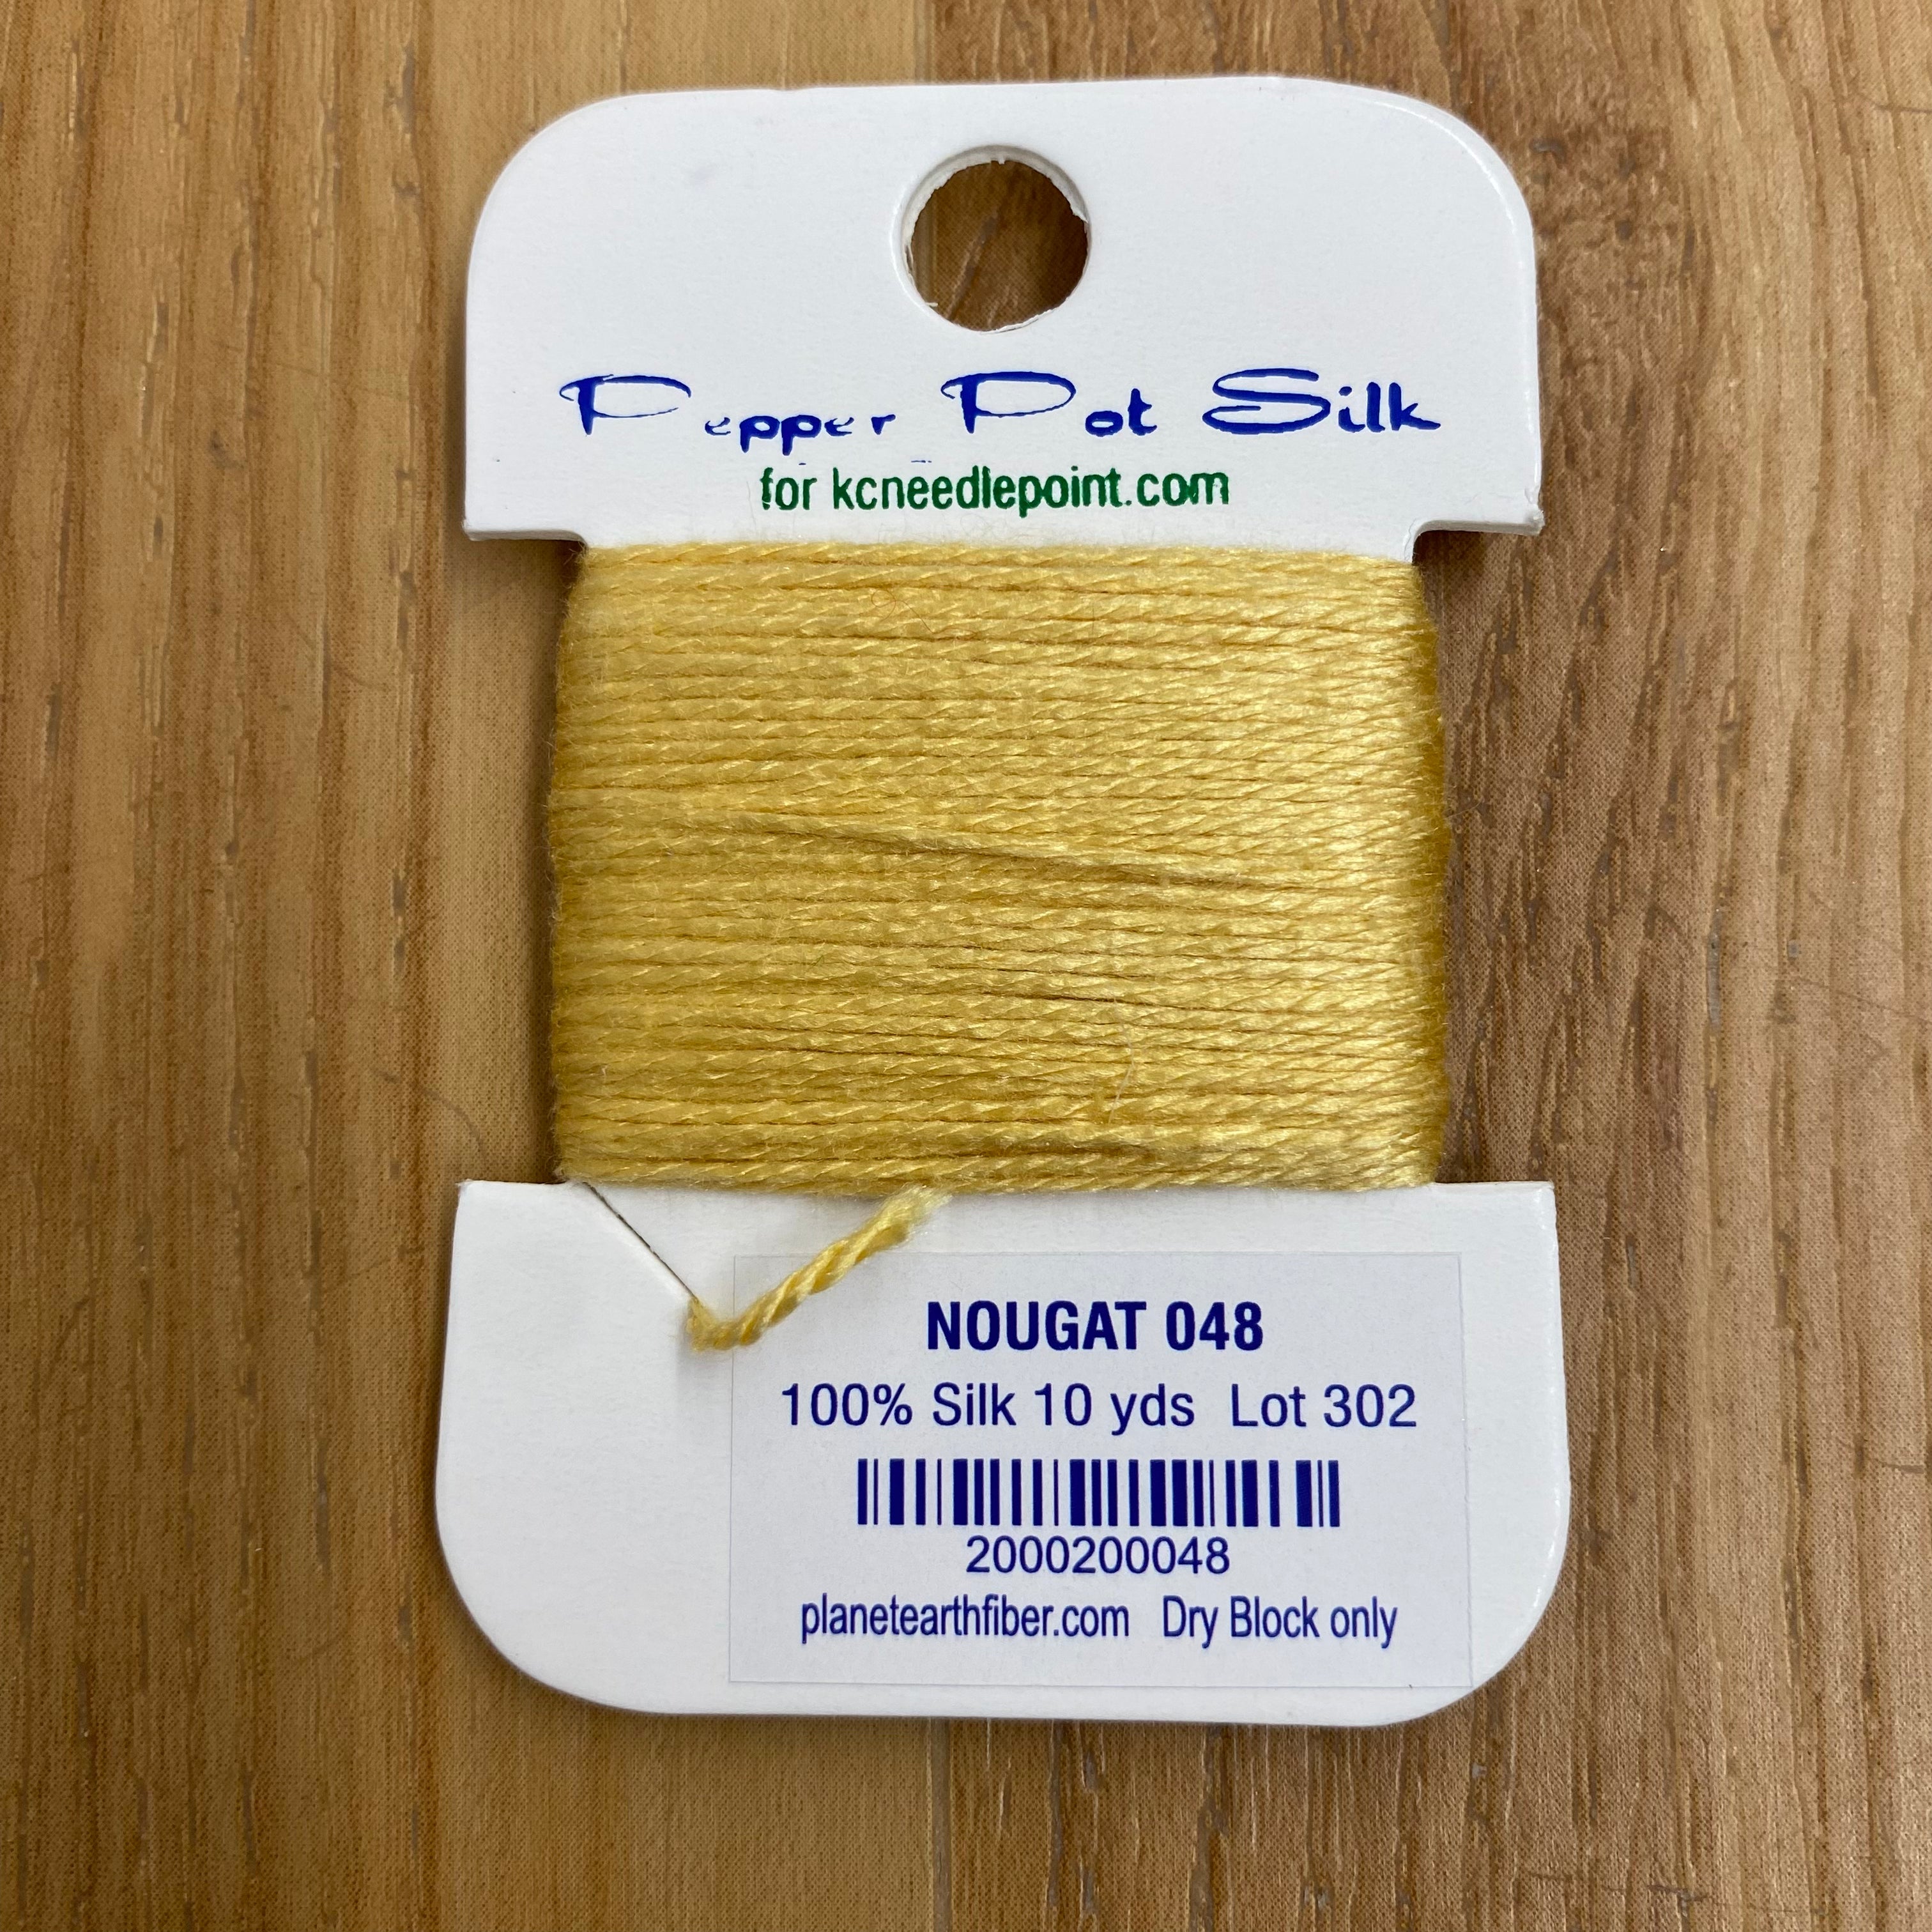 Pepper Pot Silk
for kcneedlepoint.com
NOUGAT 048
100% Silk 10 yds Lot 302
2000200048
planetearthfiber.com Dry Block only